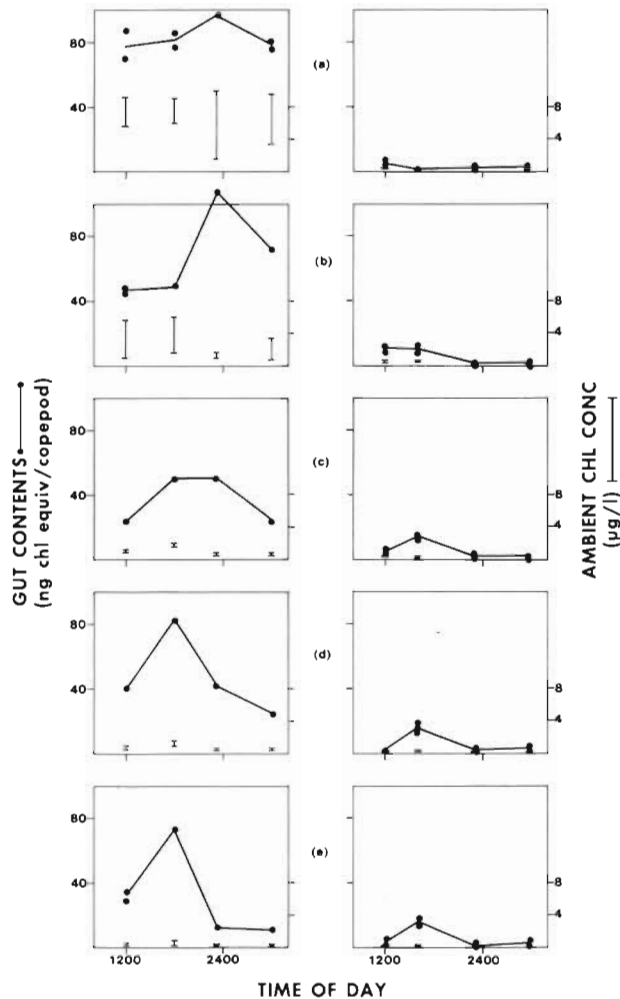 GUT CONTENTS
(ng chl equiv/copepod)
80
40
(a)
8
4
80
40
(b)
8
4
80
40
(c)
8
4
80
40
(d)
8
4
80
40
(e)
8
4
1200
2400
1200
2400
TIME OF DAY
AMBIENT CHL CONC
(µg/l)